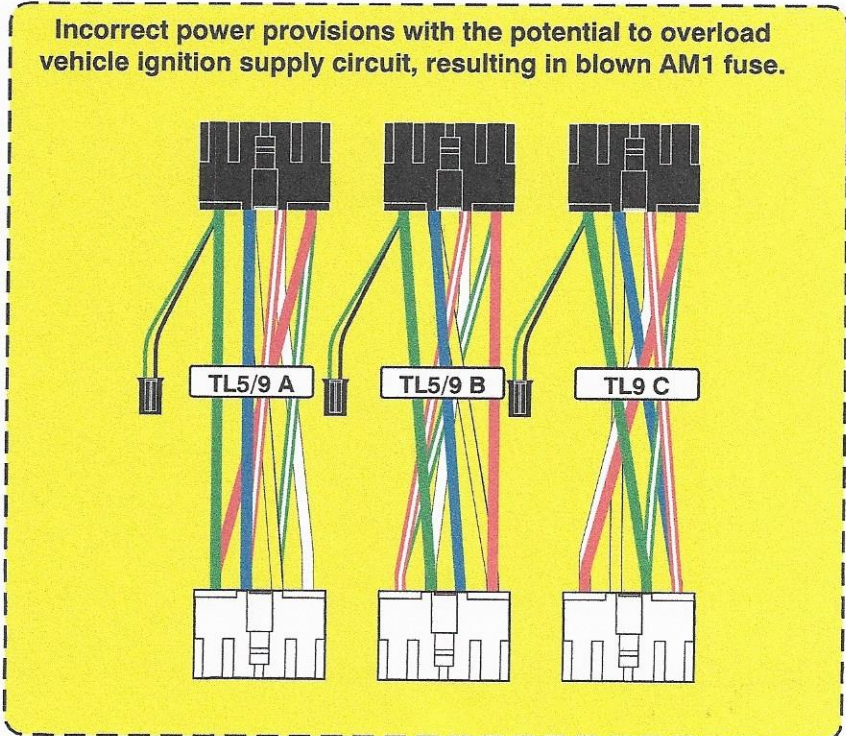 Incorrect power provisions with the potential to overload
vehicle ignition supply circuit, resulting in blown AM1 fuse.
TL5/9 A
TL5/9 B
TL9 C